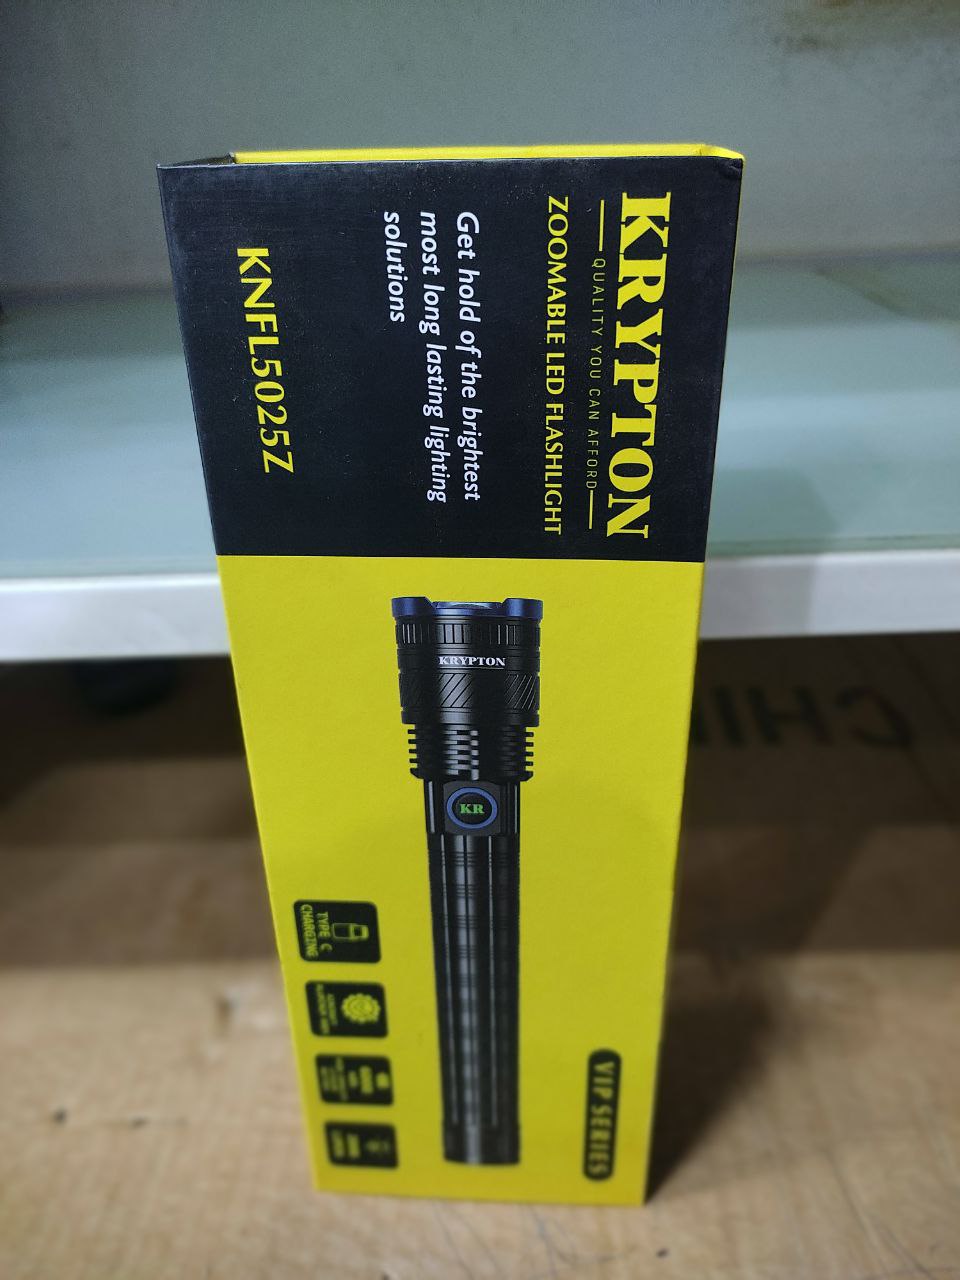 KRYPTON
QUALITY YOU CAN AFFORD
ZOOMABLE LED FLASHLIGHT
Get hold of the brightest
most long lasting lighting
solutions
KNFL5025Z
KRYPTON
KR
VIP SERIES
TYPE C
CHARGING
CHIN